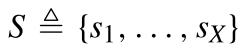 S ≜ {s₁, . . . , s_X}